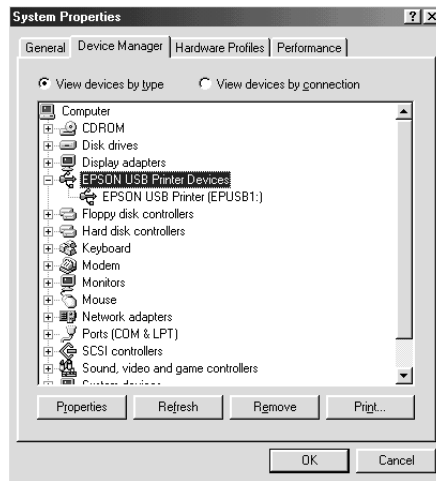 System Properties
General Device Manager Hardware Profiles Performance
View devices by type View devices by connection
Computer
CDROM
Disk drives
Display adapters
EPSON USB Printer Devices
EPSON USB Printer (EPUSB1:)
Floppy disk controllers
Hard disk controllers
Keyboard
Modem
Monitors
Mouse
Network adapters
Ports (COM & LPT)
SCSI controllers
Sound, video and game controllers
System devices
Properties Refresh Remove Print...
OK Cancel